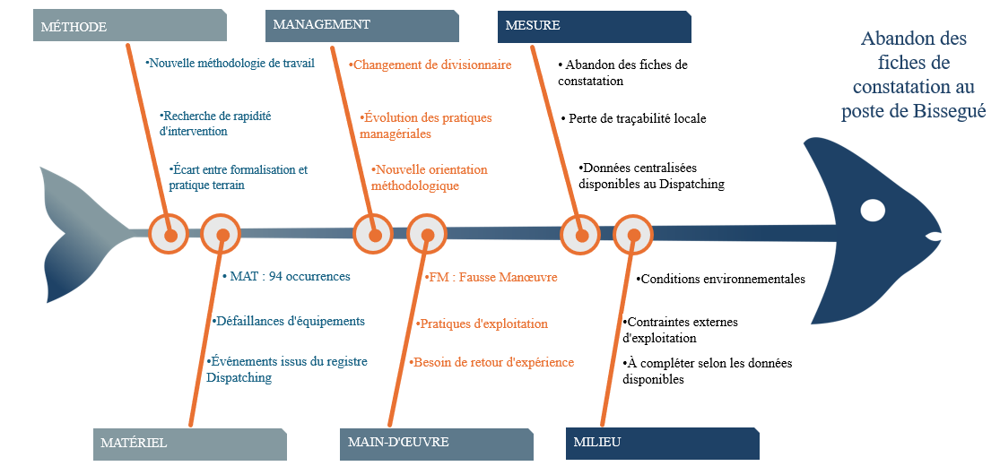 MÉTHODE
•Nouvelle méthodologie de travail
•Recherche de rapidité
d'intervention
•Écart entre formalisation et
pratique terrain
MANAGEMENT
•Changement de divisionnaire
•Évolution des pratiques
managériales
•Nouvelle orientation
méthodologique
MESURE
• Abandon des fiches de
constatation
• Perte de traçabilité locale
•Données centralisées
disponibles au Dispatching
Abandon des
fiches de
constatation au
poste de Bissegué
• MAT : 94 occurrences
•Défaillances d'équipements
•Événements issus du registre
Dispatching
MATÉRIEL
•FM : Fausse Manœuvre
•Pratiques d'exploitation
•Besoin de retour d'expérience
MAIN-D'ŒUVRE
•Conditions environnementales
•Contraintes externes
d'exploitation
•À compléter selon les données
disponibles
MILIEU